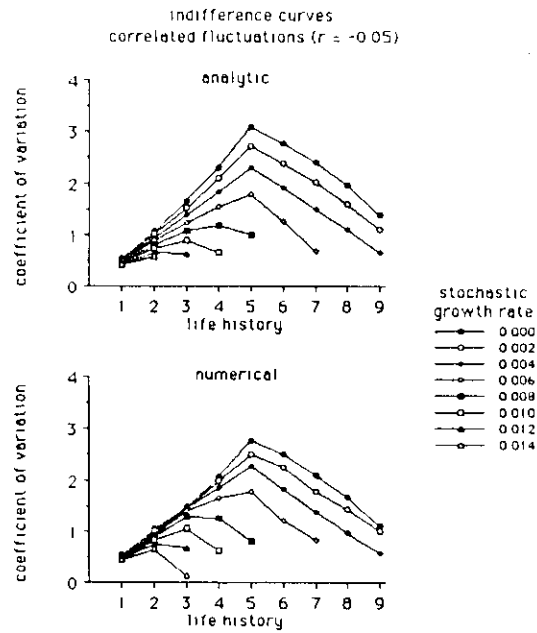 indifference curves
correlated fluctuations (r = -0.05)
analytic
4
3
2
1
0
coefficient of variation
1 2 3 4 5 6 7 8 9
life history
stochastic
growth rate
0.000
0.002
0.004
0.006
0.008
0.010
0.012
0.014
numerical
4
3
2
1
0
coefficient of variation
1 2 3 4 5 6 7 8 9
life history